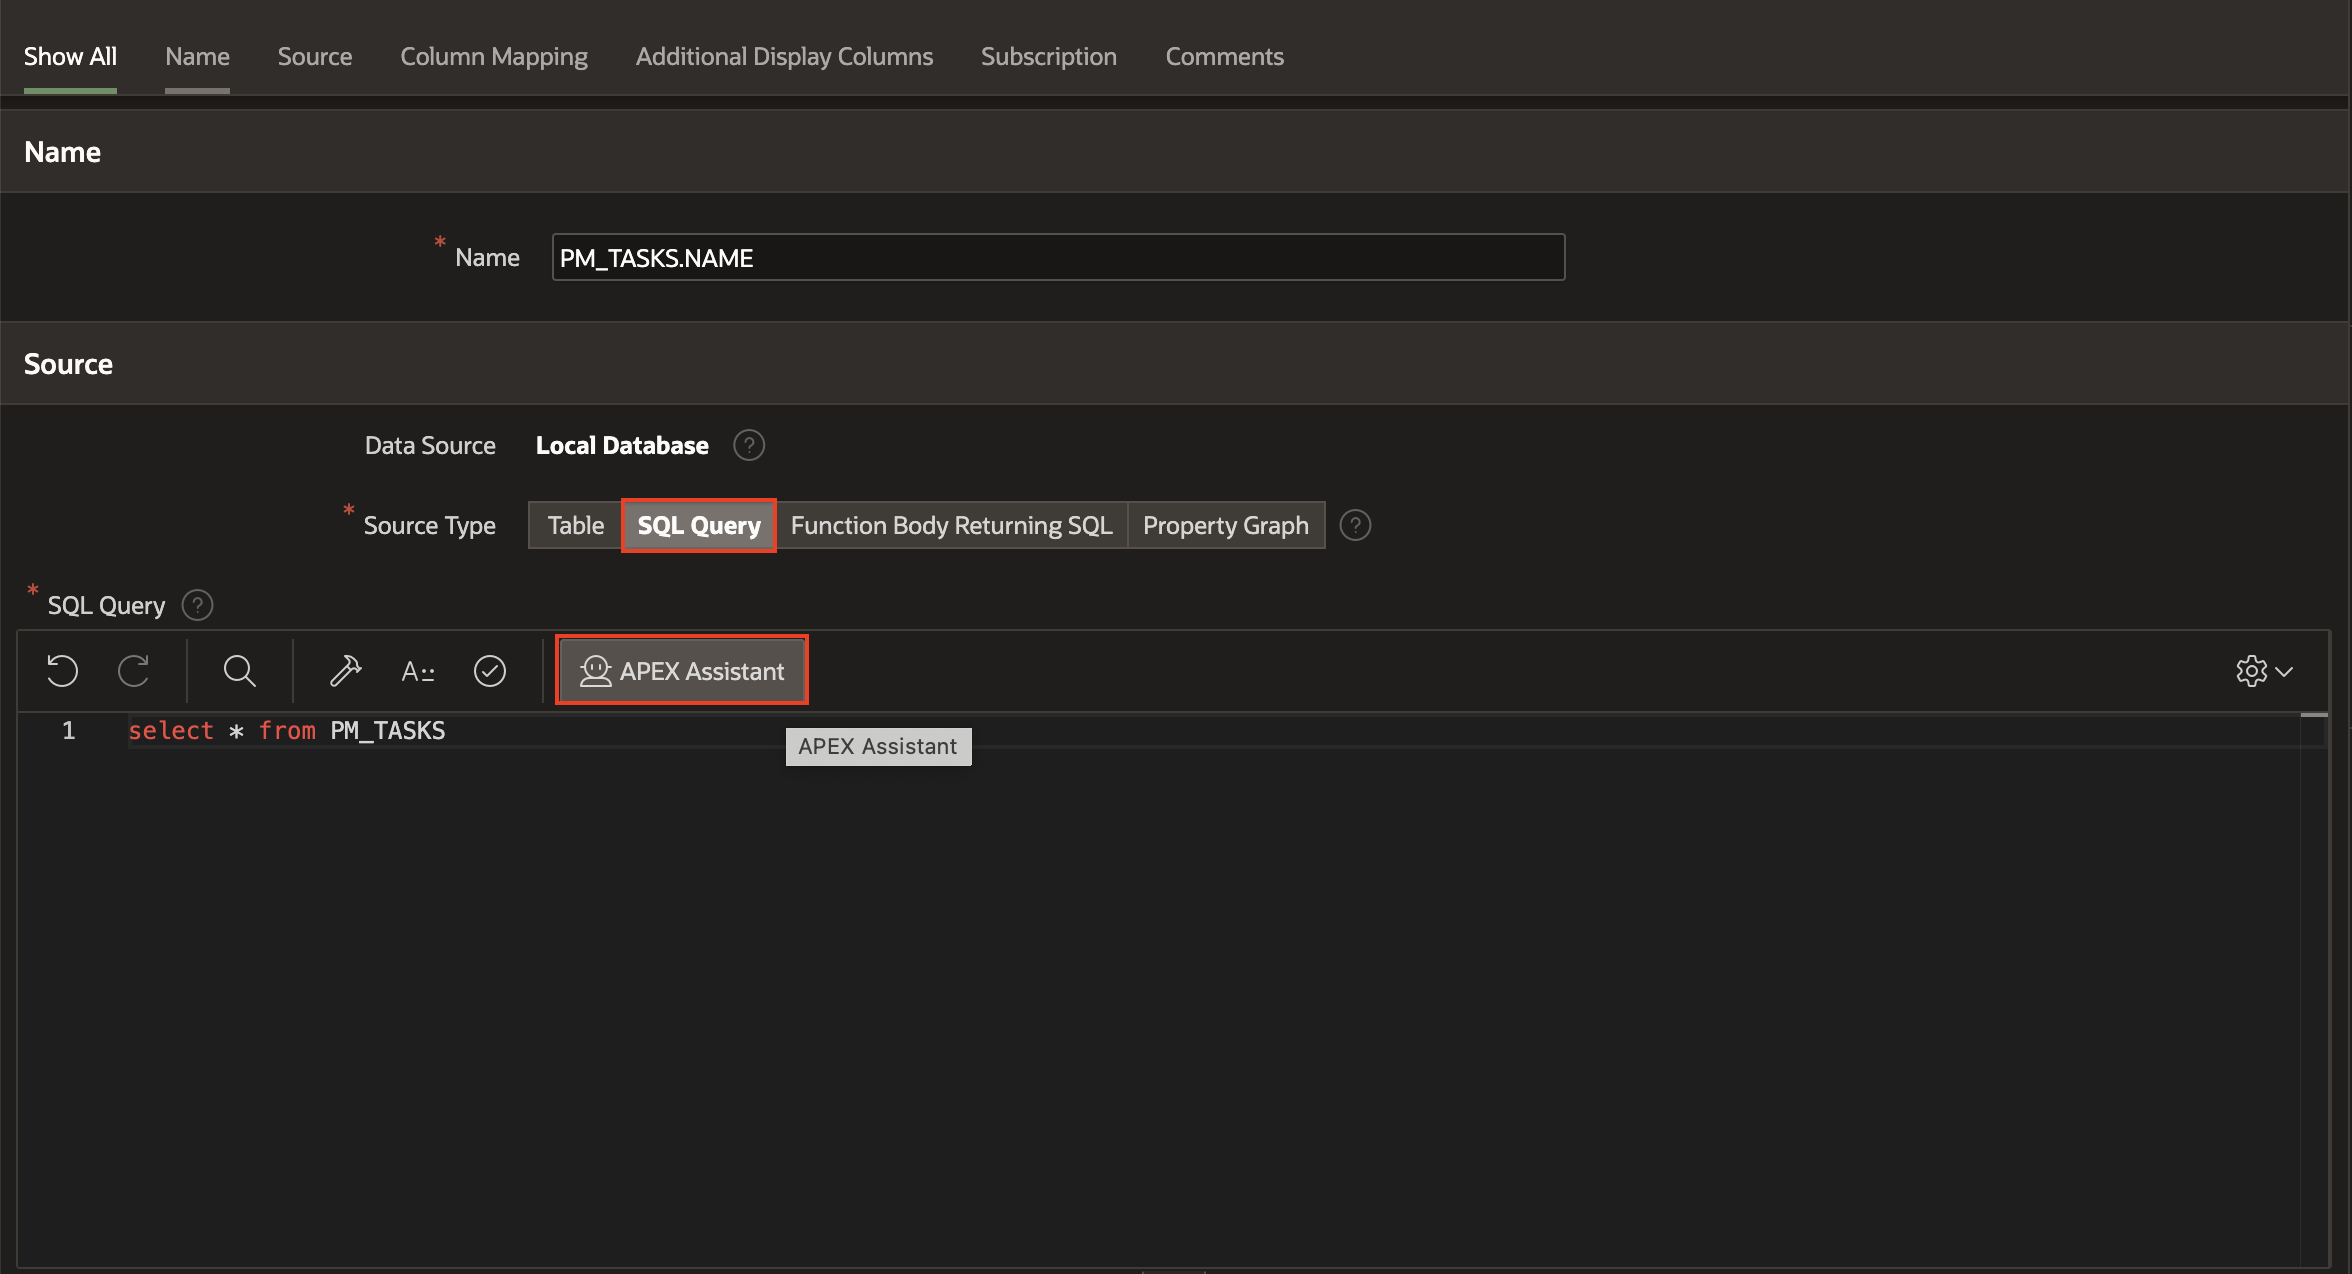 Show All Name Source Column Mapping Additional Display Columns Subscription Comments
Name
* Name PM_TASKS.NAME
Source
Data Source Local Database ?
* Source Type Table SQL Query Function Body Returning SQL Property Graph ?
* SQL Query ?
A:: APEX Assistant
1 select * from PM_TASKS
APEX Assistant